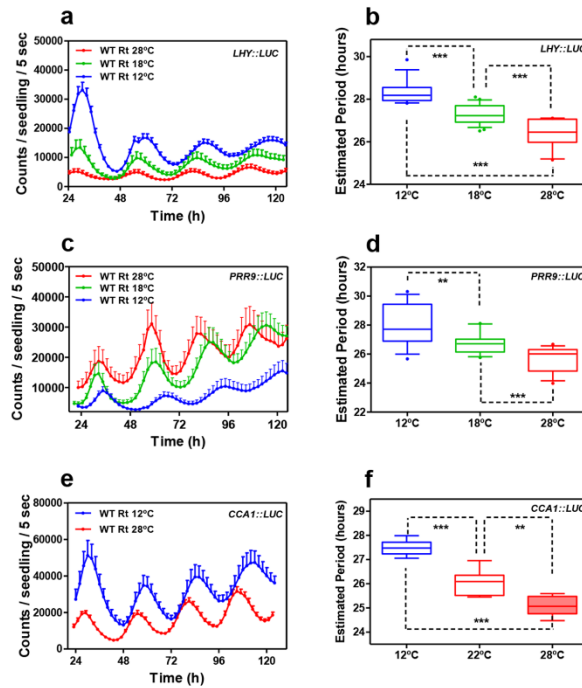 a
Counts / seedling / 5 sec
50000
40000
30000
20000
10000
0
WT Rt 28ºC
WT Rt 18ºC
WT Rt 12ºC
LHY::LUC
24 48 72 96 120
Time (h)
b
Estimated Period (hours)
30
28
26
24
LHY::LUC
***
***
***
12ºC 18ºC 28ºC
c
Counts / seedling / 5 sec
50000
40000
30000
20000
10000
WT Rt 28ºC
WT Rt 18ºC
WT Rt 12ºC
PRR9::LUC
24 48 72 96 120
Time (h)
d
Estimated Period (hours)
32
30
28
26
24
22
PRR9::LUC
**
***
12ºC 18ºC 28ºC
e
Counts / seedling / 5 sec
80000
60000
40000
20000
0
WT Rt 12ºC
WT Rt 28ºC
CCA1::LUC
24 48 72 96 120
Time (h)
f
Estimated Period (hours)
29
28
27
26
25
24
CCA1::LUC
***
**
***
12ºC 22ºC 28ºC